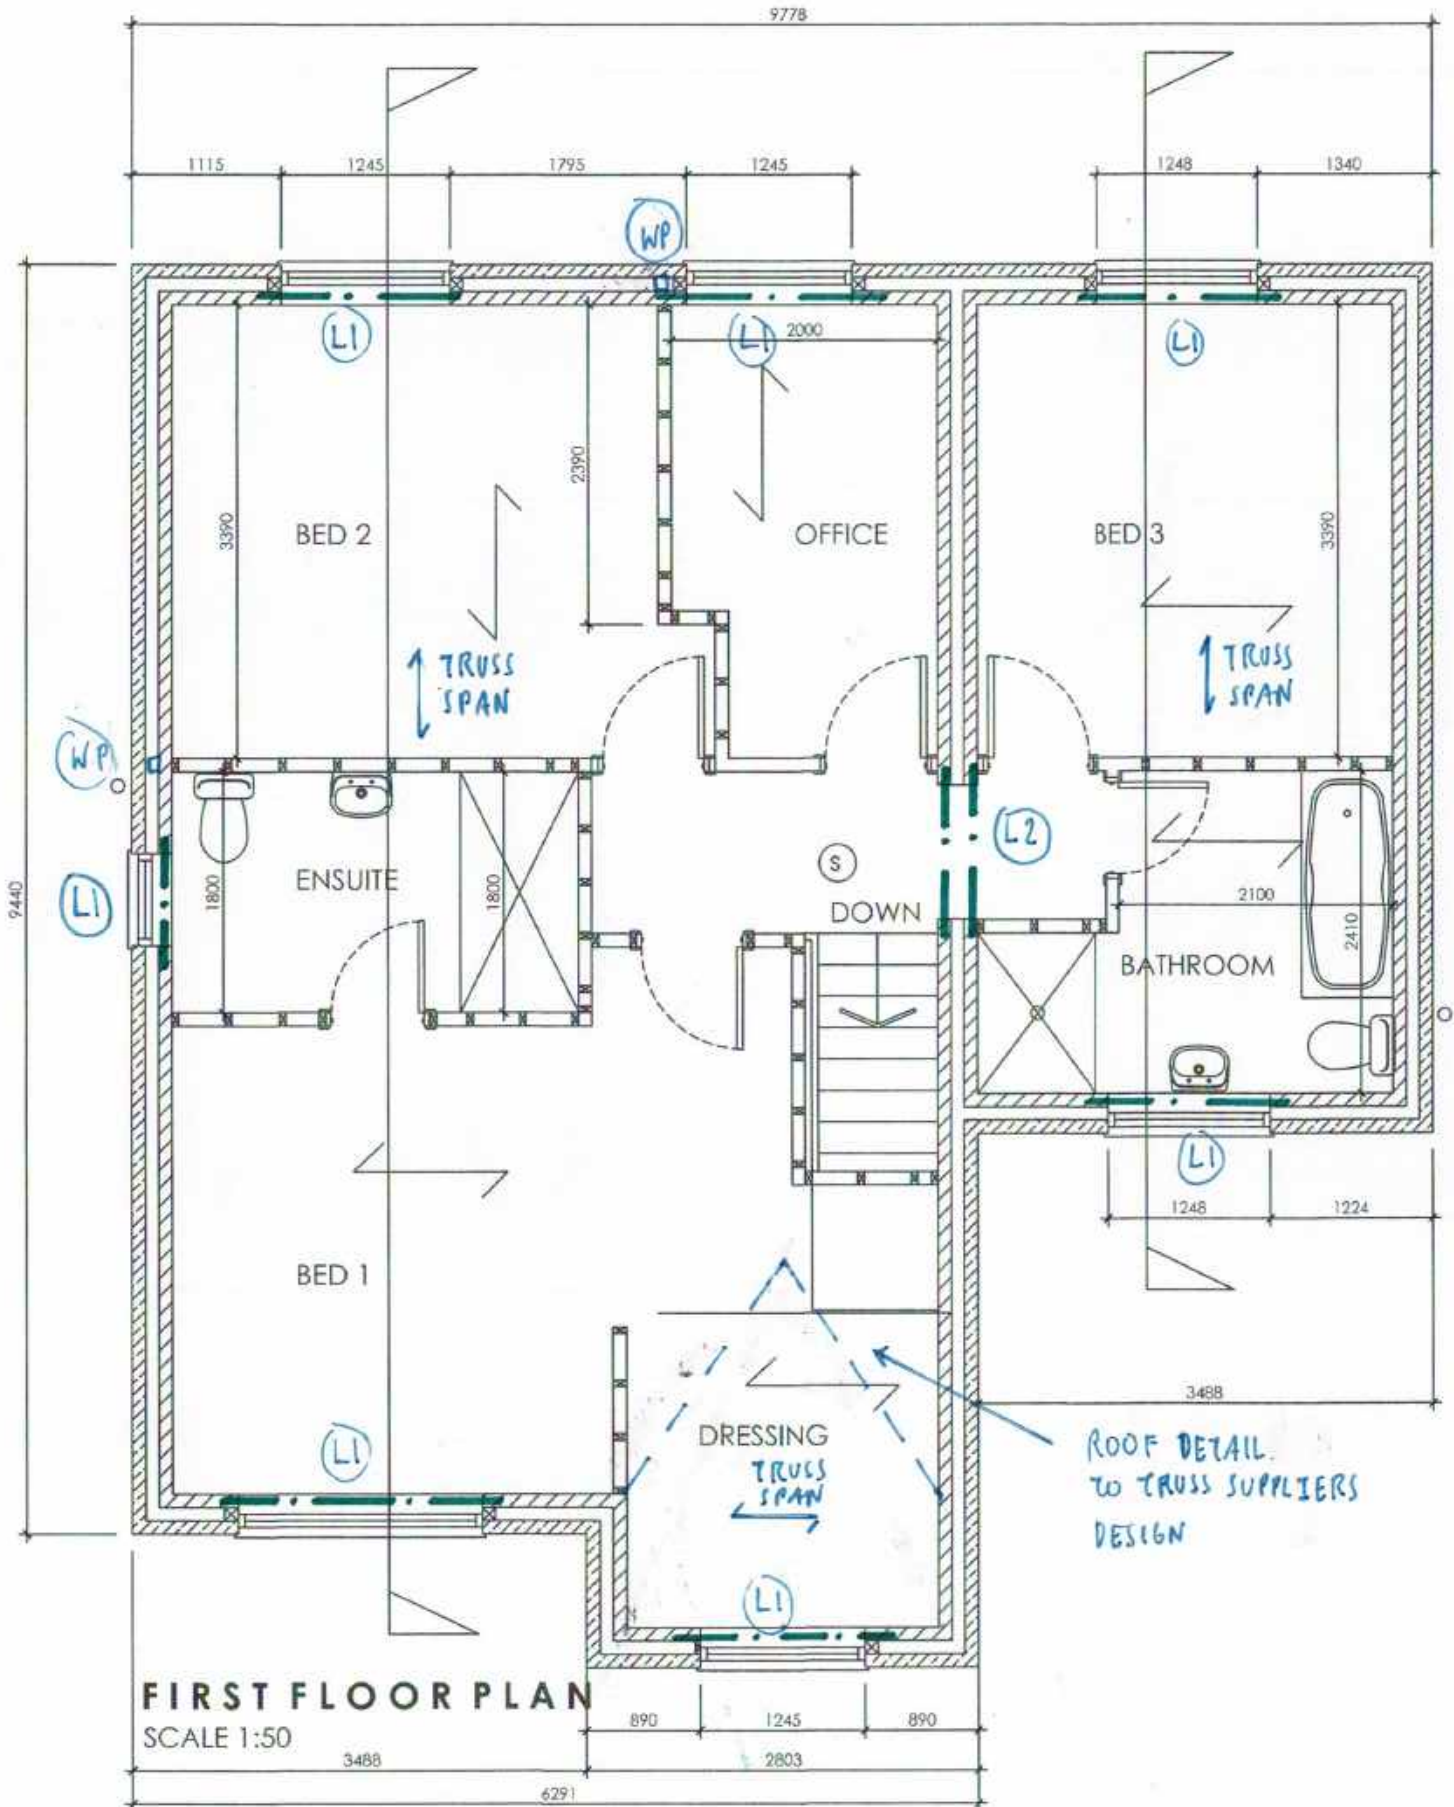 9778
1115
1245
1795
1245
1248
1340
WP
L1
L1
2000
L1
3390
2390
BED 2
OFFICE
BED 3
3390
TRUSS
SPAN
TRUSS
SPAN
WP
9440
L1
1800
ENSUITE
1800
S
DOWN
L2
2100
2410
BATHROOM
L1
1248
1224
BED 1
3488
DRESSING
TRUSS
SPAN
ROOF DETAIL.
TO TRUSS SUPPLIERS
DESIGN
L1
L1
FIRST FLOOR PLAN
SCALE 1:50
890
1245
890
3488
2803
6291